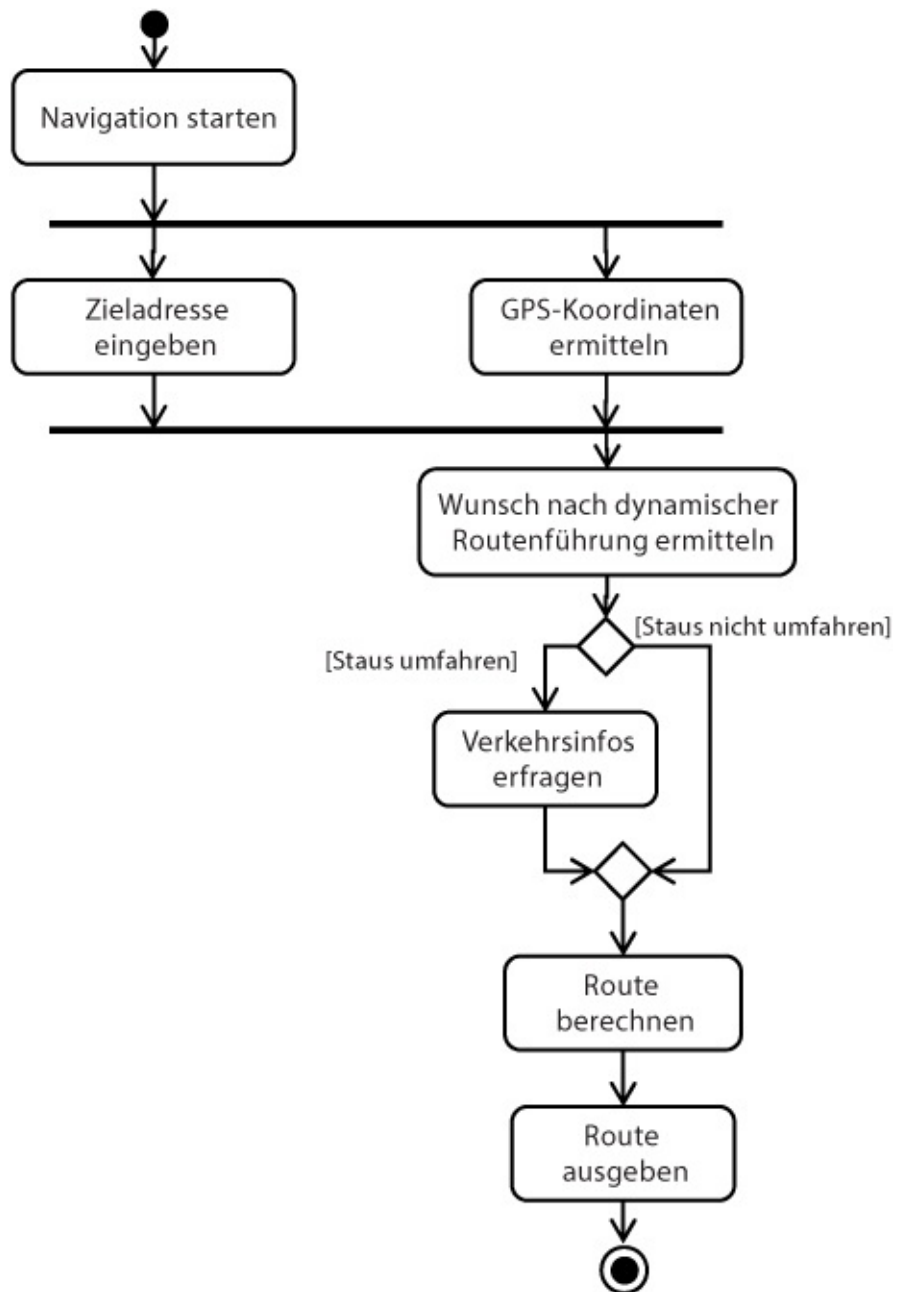 Navigation starten
Zieladresse
eingeben
GPS-Koordinaten
ermitteln
Wunsch nach dynamischer
Routenführung ermitteln
[Staus nicht umfahren]
[Staus umfahren]
Verkehrsinfos
erfragen
Route
berechnen
Route
ausgeben